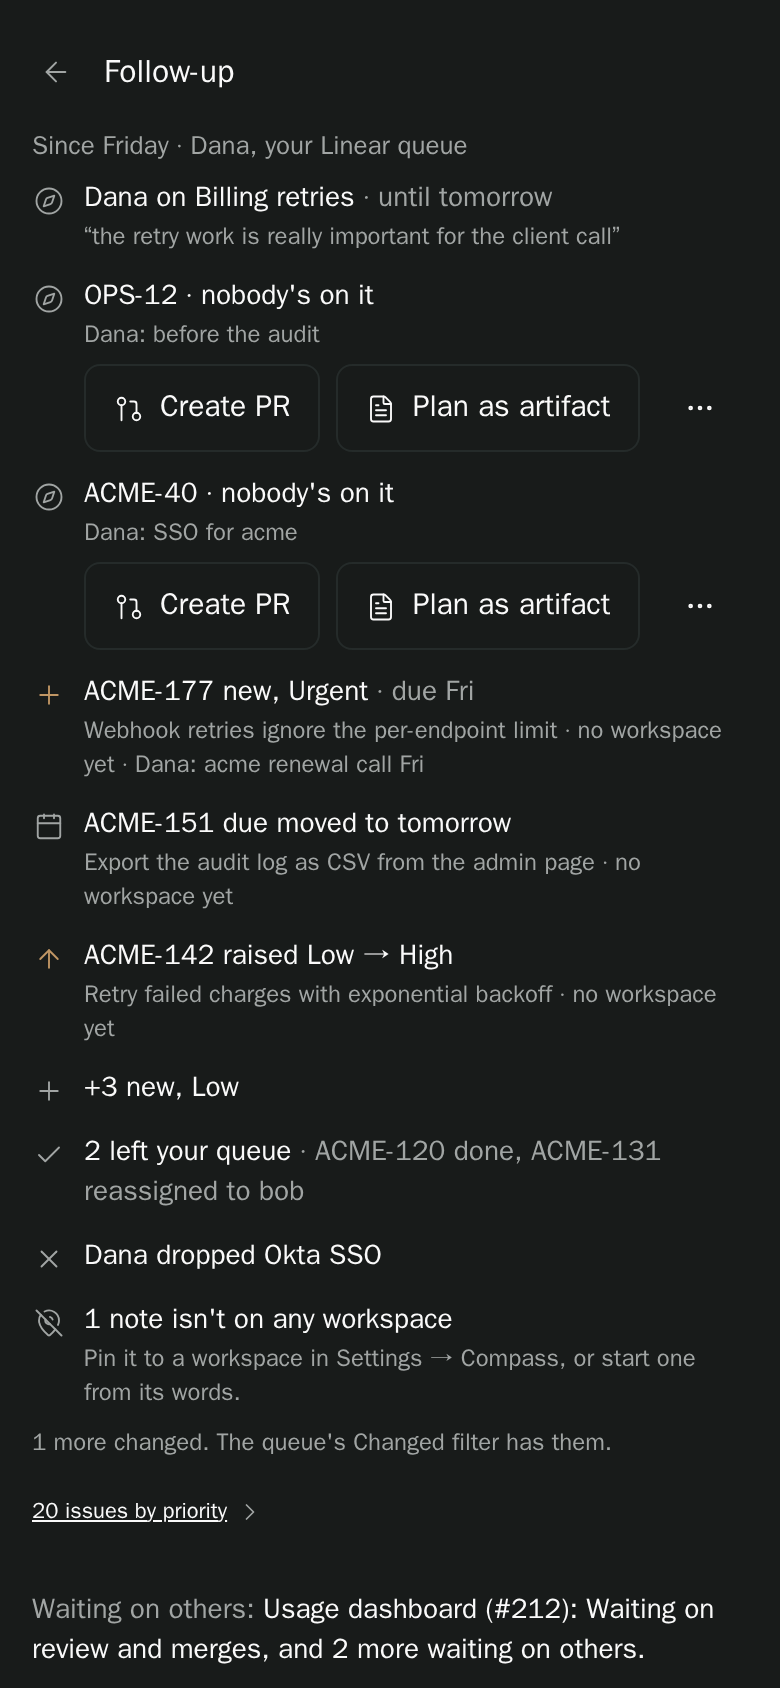 Follow-up
Since Friday · Dana, your Linear queue
Dana on Billing retries · until tomorrow
“the retry work is really important for the client call”
OPS-12 · nobody's on it
Dana: before the audit
Create PR
Plan as artifact
ACME-40 · nobody's on it
Dana: SSO for acme
Create PR
Plan as artifact
ACME-177 new, Urgent · due Fri
Webhook retries ignore the per-endpoint limit · no workspace
yet · Dana: acme renewal call Fri
ACME-151 due moved to tomorrow
Export the audit log as CSV from the admin page · no
workspace yet
ACME-142 raised Low → High
Retry failed charges with exponential backoff · no workspace
yet
+3 new, Low
2 left your queue · ACME-120 done, ACME-131
reassigned to bob
Dana dropped Okta SSO
1 note isn't on any workspace
Pin it to a workspace in Settings → Compass, or start one
from its words.
1 more changed. The queue's Changed filter has them.
20 issues by priority
Waiting on others: Usage dashboard (#212): Waiting on
review and merges, and 2 more waiting on others.